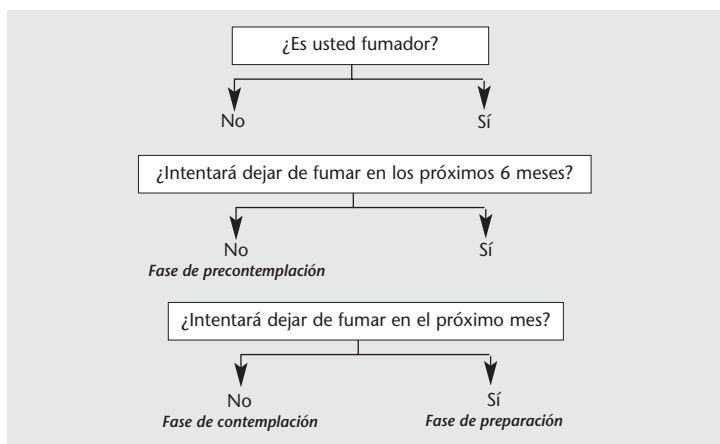 ¿Es usted fumador?
No
Sí
¿Intentará dejar de fumar en los próximos 6 meses?
No
Sí
Fase de precontemplación
¿Intentará dejar de fumar en el próximo mes?
No
Sí
Fase de contemplación
Fase de preparación